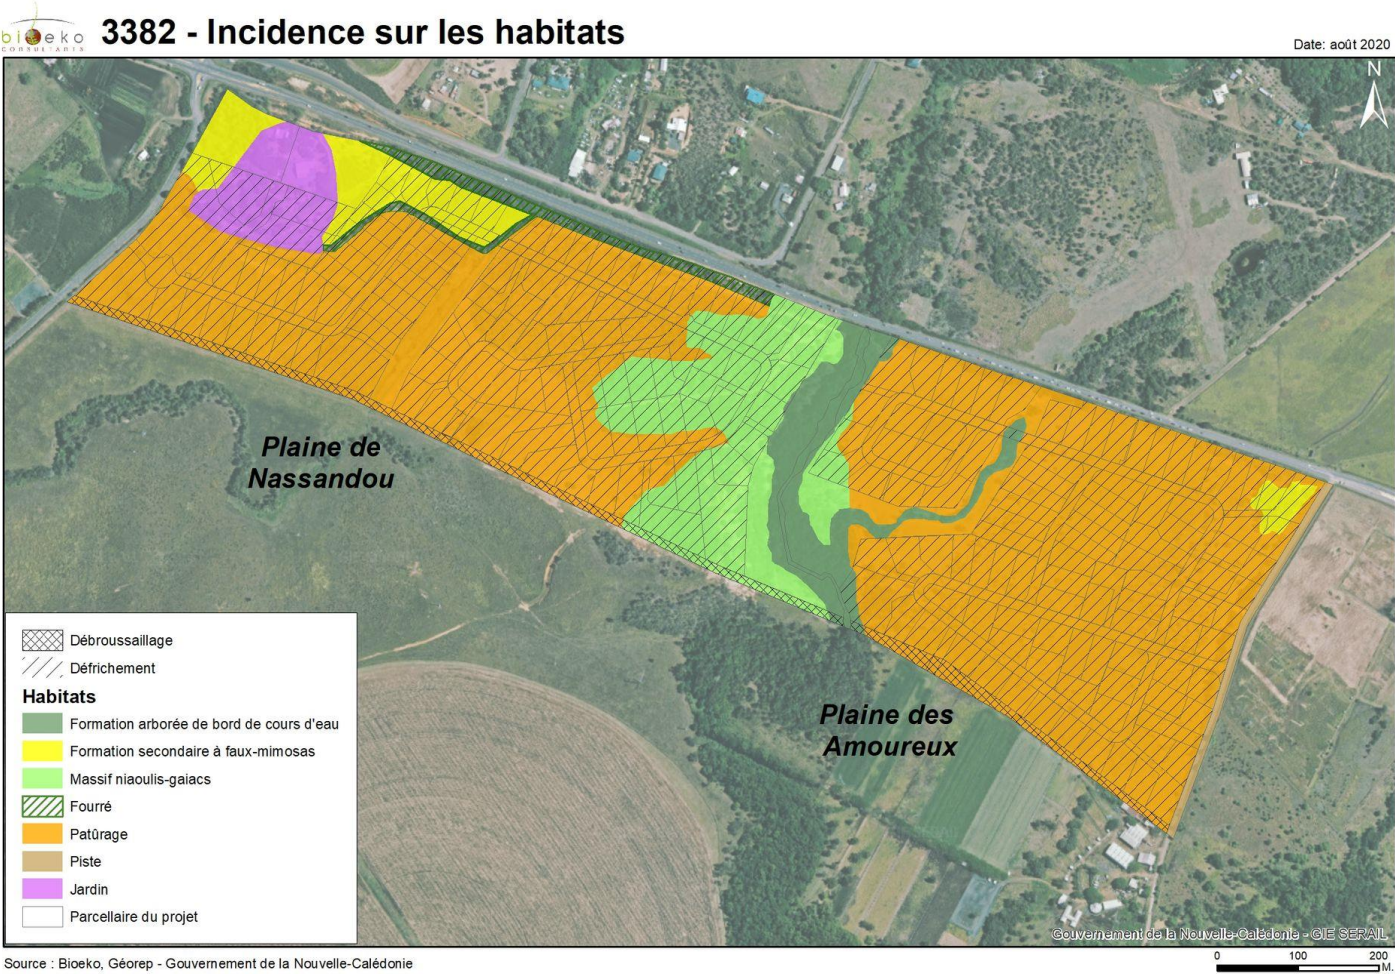 bioeko
CONSULTANTS
3382 - Incidence sur les habitats
Date: août 2020
N
Plaine de
Nassandou
Plaine des
Amoureux
Débroussaillage
Défrichement
Habitats
Formation arborée de bord de cours d'eau
Formation secondaire à faux-mimosas
Massif niaoulis-gaiacs
Fourré
Patûrage
Piste
Jardin
Parcellaire du projet
Gouvernement de la Nouvelle-Calédonie - GIE SERAIL
Source : Bioeko, Géorep - Gouvernement de la Nouvelle-Calédonie
0 100 200
M.